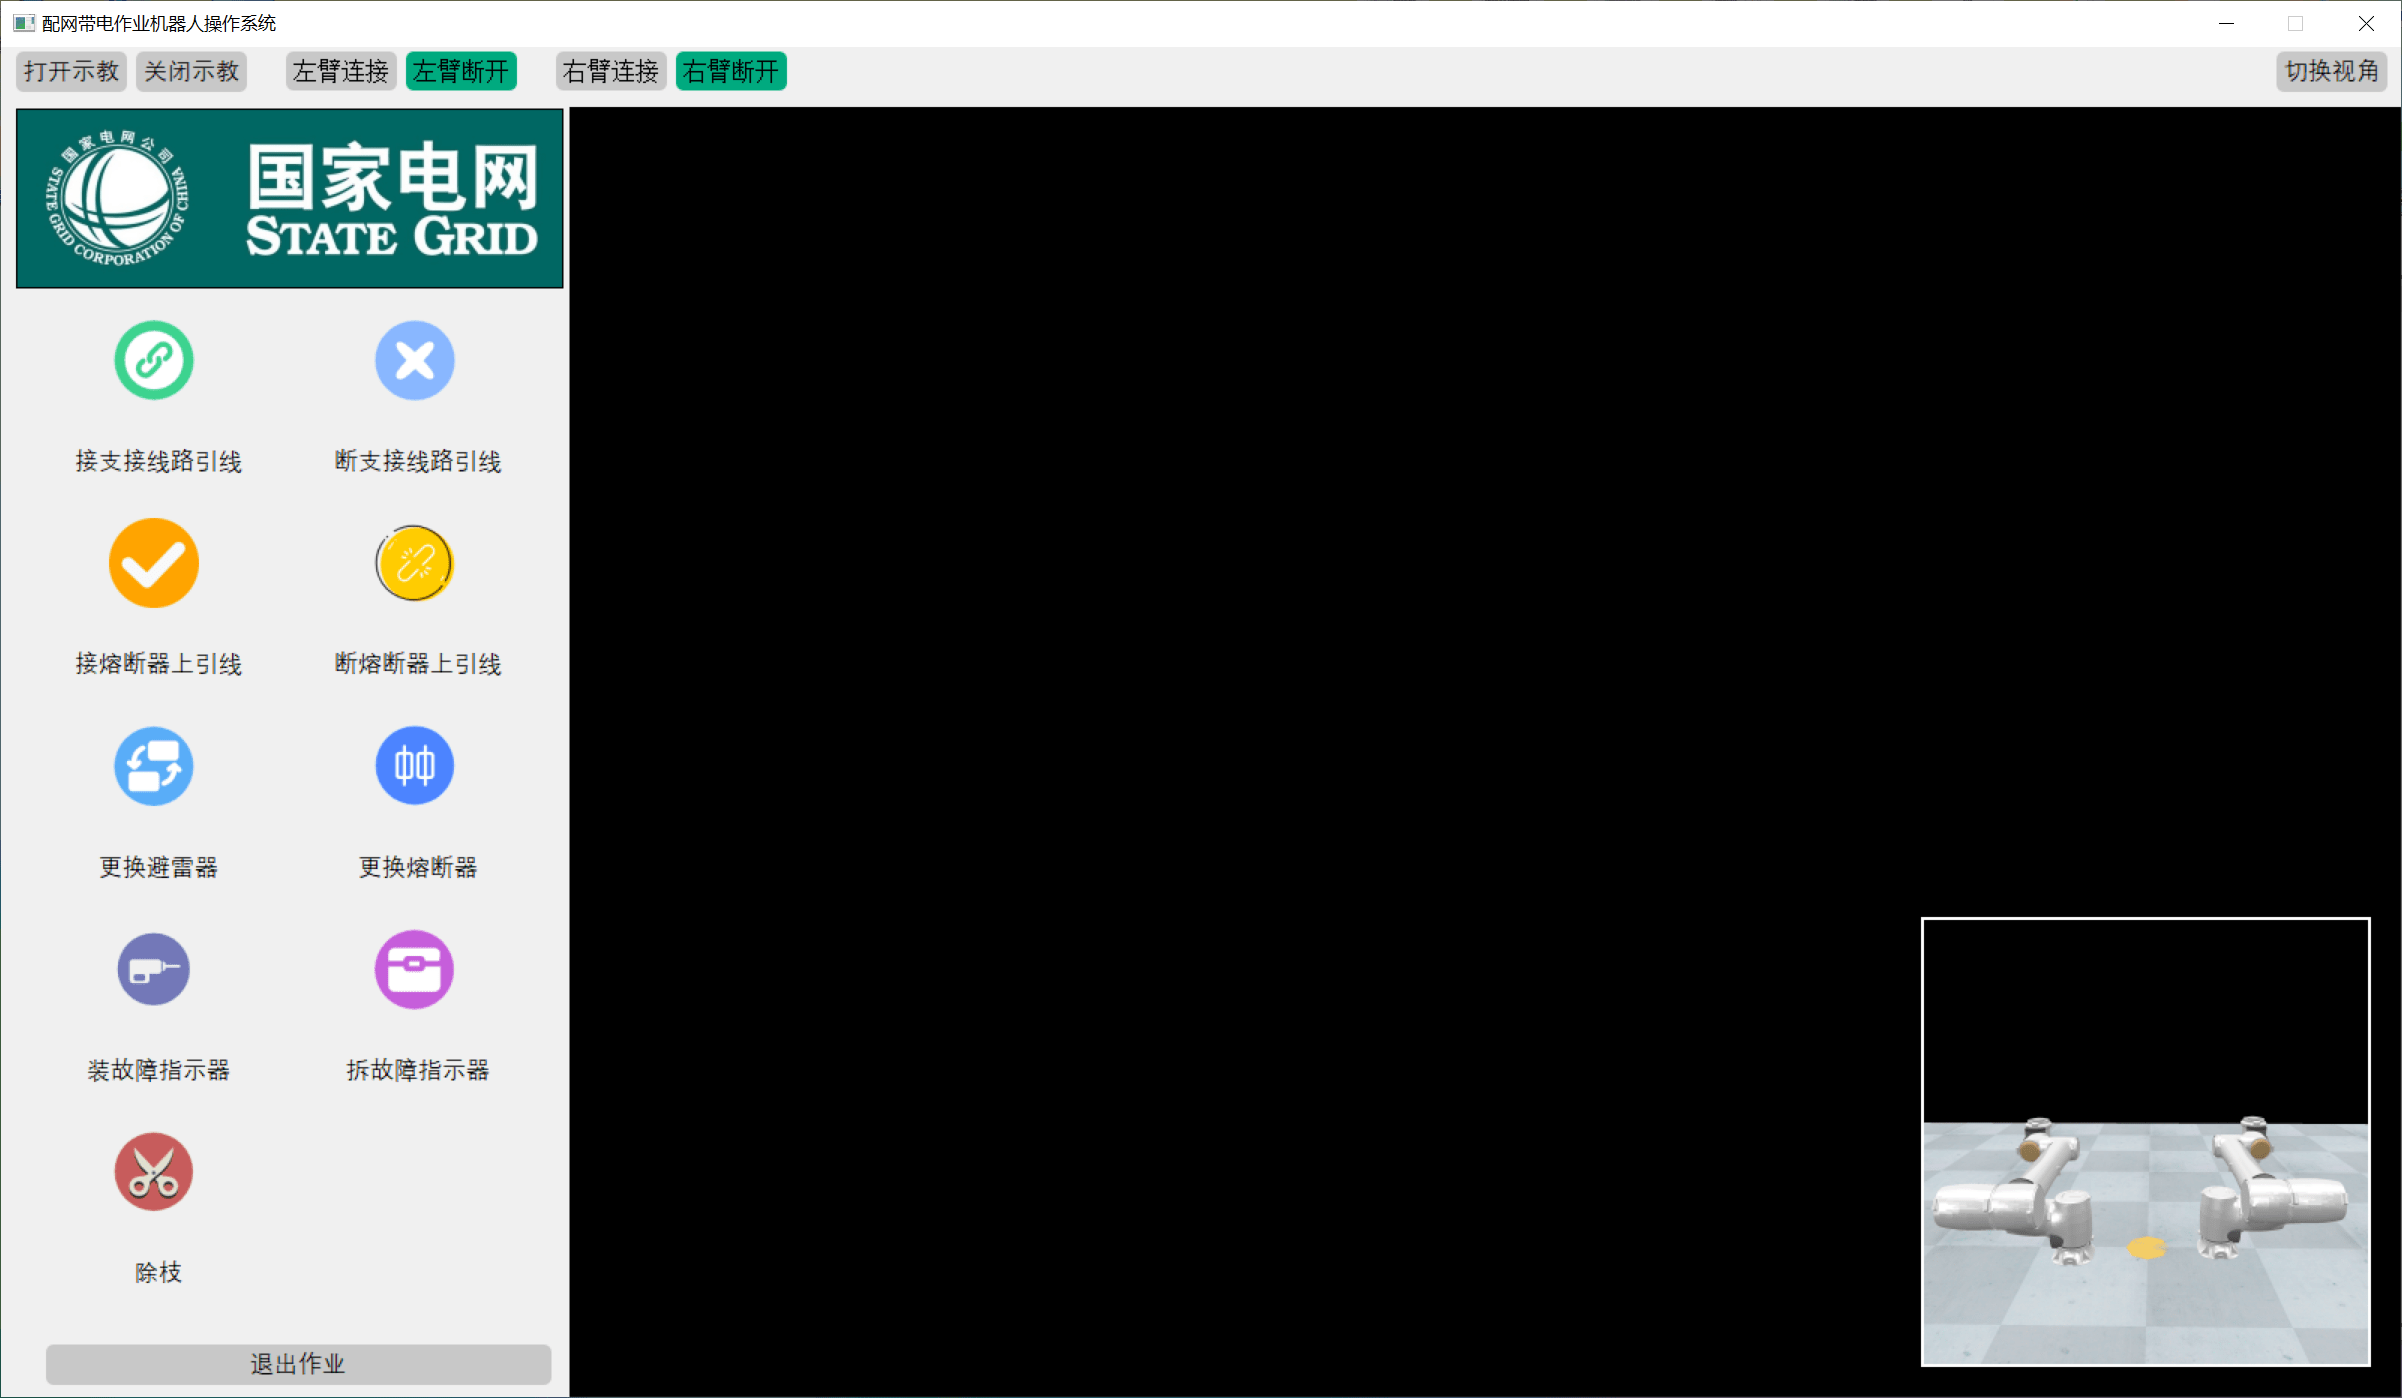 配网带电作业机器人操作系统
打开示教 关闭示教 左臂连接 左臂断开 右臂连接 右臂断开 切换视角
国家电网公司
STATE GRID CORPORATION OF CHINA
国家电网
STATE GRID
接支接线路引线 断支接线路引线
接熔断器上引线 断熔断器上引线
更换避雷器 更换熔断器
装故障指示器 拆故障指示器
除枝
退出作业